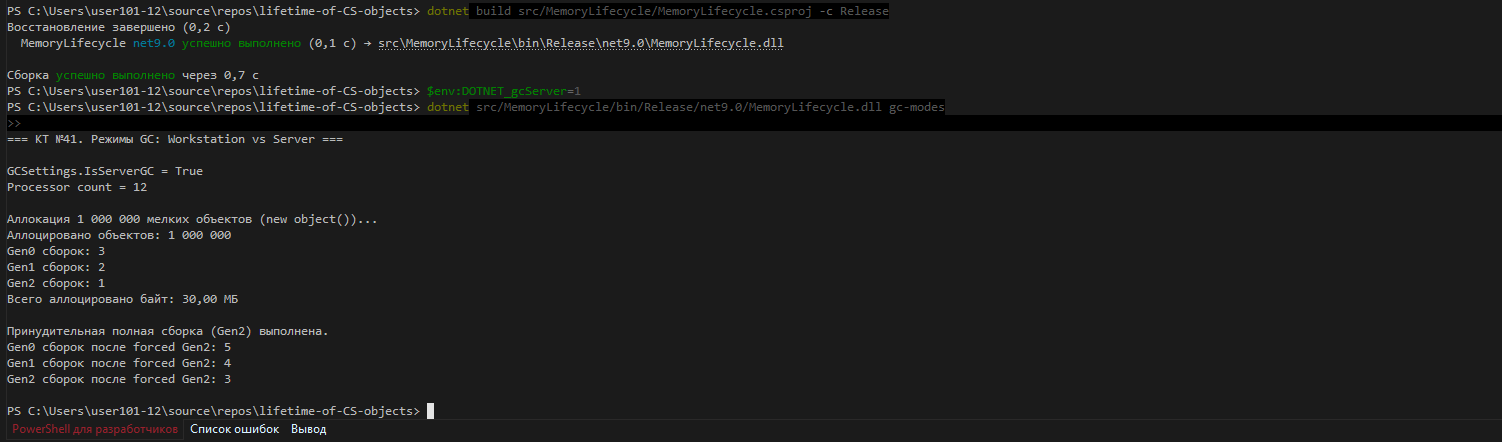 PS C:\Users\user101-12\source\repos\lifetime-of-CS-objects> dotnet build src/MemoryLifecycle/MemoryLifecycle.csproj -c Release
Восстановление завершено (0,2 с)
  MemoryLifecycle net9.0 успешно выполнено (0,1 с) → src\MemoryLifecycle\bin\Release\net9.0\MemoryLifecycle.dll
Сборка успешно выполнено через 0,7 с
PS C:\Users\user101-12\source\repos\lifetime-of-CS-objects> $env:DOTNET_gcServer=1
PS C:\Users\user101-12\source\repos\lifetime-of-CS-objects> dotnet src/MemoryLifecycle/bin/Release/net9.0/MemoryLifecycle.dll gc-modes
>>
=== КТ №41. Режимы GC: Workstation vs Server ===
GCSettings.IsServerGC = True
Processor count = 12
Аллокация 1 000 000 мелких объектов (new object())...
Аллоцировано объектов: 1 000 000
Gen0 сборок: 3
Gen1 сборок: 2
Gen2 сборок: 1
Всего аллоцировано байт: 30,00 МБ
Принудительная полная сборка (Gen2) выполнена.
Gen0 сборок после forced Gen2: 5
Gen1 сборок после forced Gen2: 4
Gen2 сборок после forced Gen2: 3
PS C:\Users\user101-12\source\repos\lifetime-of-CS-objects>
PowerShell для разработчиков Список ошибок Вывод